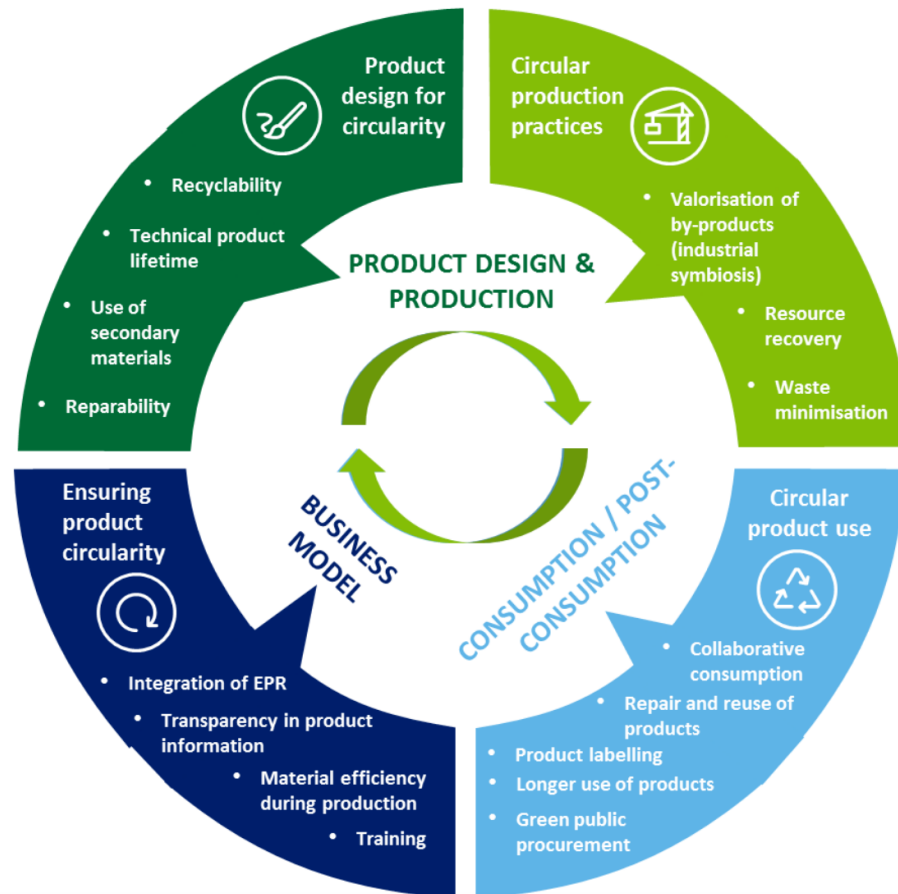 Product
design for
circularity
• Recyclability
• Technical product
lifetime
• Use of
secondary
materials
• Reparability
Circular
production
practices
• Valorisation of
by-products
(industrial
symbiosis)
• Resource
recovery
• Waste
minimisation
PRODUCT DESIGN &
PRODUCTION
BUSINESS
MODEL
CONSUMPTION / POST-
CONSUMPTION
Ensuring
product
circularity
• Integration of EPR
• Transparency in product
information
• Material efficiency
during production
• Training
Circular
product use
• Collaborative
consumption
• Repair and reuse of
products
• Product labelling
• Longer use of products
• Green public
procurement